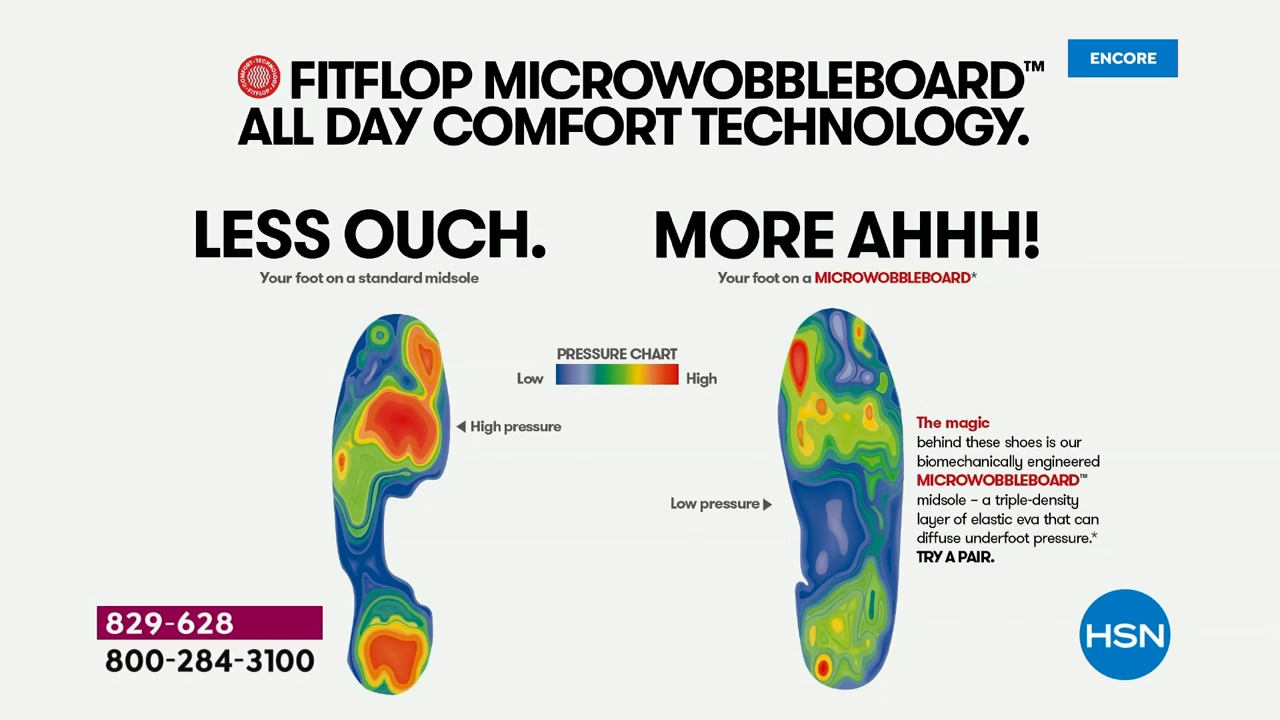 ENCORE
FITFLOP MICROWOBBLEBOARD™
ALL DAY COMFORT TECHNOLOGY.
LESS OUCH.
Your foot on a standard midsole
MORE AHHH!
Your foot on a MICROWOBBLEBOARD*
PRESSURE CHART
Low
High
High pressure
Low pressure
The magic
behind these shoes is our
biomechanically engineered
MICROWOBBLEBOARD™
midsole – a triple-density
layer of elastic eva that can
diffuse underfoot pressure.*
TRY A PAIR.
829-628
800-284-3100
HSN